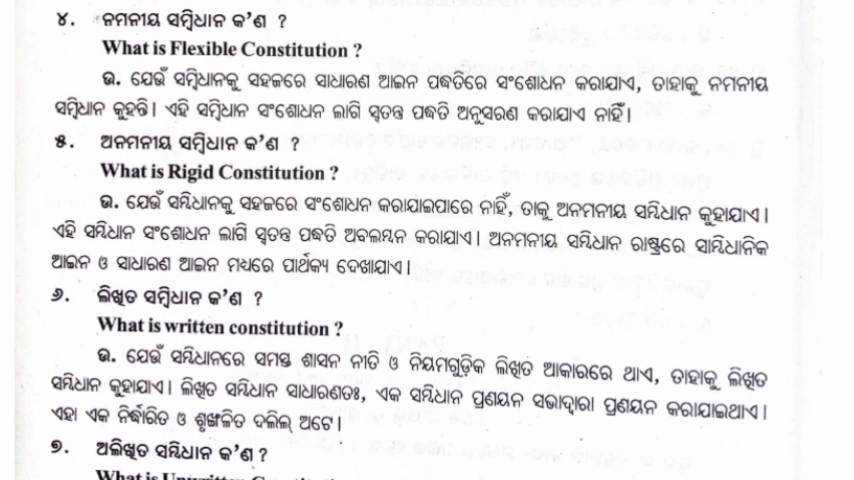 ୪. ନମନୀୟ ସମ୍ବିଧାନ କ'ଣ ?
What is Flexible Constitution ?
ଉ. ଯେଉଁ ସମ୍ବିଧାନକୁ ସହଜରେ ସାଧାରଣ ଆଇନ ପଦ୍ଧତିରେ ସଂଶୋଧନ କରାଯାଏ, ତାହାକୁ ନମନୀୟ
ସମ୍ବିଧାନ କୁହନ୍ତି। ଏହି ସମ୍ବିଧାନ ସଂଶୋଧନ ଲାଗି ସ୍ୱତନ୍ତ୍ର ପଦ୍ଧତି ଅନୁସରଣ କରାଯାଏ ନାହିଁ।
୫. ଅନମନୀୟ ସମ୍ବିଧାନ କ'ଣ ?
What is Rigid Constitution ?
ଉ. ଯେଉଁ ସମ୍ବିଧାନକୁ ସହଜରେ ସଂଶୋଧନ କରାଯାଇପାରେ ନାହିଁ, ତାକୁ ଅନମନୀୟ ସମ୍ବିଧାନ କୁହାଯାଏ।
ଏହି ସମ୍ବିଧାନ ସଂଶୋଧନ ଲାଗି ସ୍ୱତନ୍ତ୍ର ପଦ୍ଧତି ଅବଲମ୍ବନ କରାଯାଏ। ଅନମନୀୟ ସମ୍ବିଧାନ ରାଷ୍ଟ୍ରରେ ସାମ୍ବିଧାନିକ
ଆଇନ ଓ ସାଧାରଣ ଆଇନ ମଧ୍ୟରେ ପାର୍ଥକ୍ୟ ଦେଖାଯାଏ।
୬. ଲିଖିତ ସମ୍ବିଧାନ କ'ଣ ?
What is written constitution ?
ଉ. ଯେଉଁ ସମ୍ବିଧାନରେ ସମସ୍ତ ଶାସନ ନୀତି ଓ ନିୟମଗୁଡ଼ିକ ଲିଖିତ ଆକାରରେ ଥାଏ, ତାହାକୁ ଲିଖିତ
ସମ୍ବିଧାନ କୁହାଯାଏ। ଲିଖିତ ସମ୍ବିଧାନ ସାଧାରଣତଃ, ଏକ ସମ୍ବିଧାନ ପ୍ରଣୟନ ସଭାଦ୍ୱାରା ପ୍ରଣୟନ କରାଯାଇଥାଏ।
ଏହା ଏକ ନିର୍ଦ୍ଧାରିତ ଓ ଶୃଙ୍ଖଳିତ ଦଲିଲ୍ ଅଟେ।
୭. ଅଲିଖିତ ସମ୍ବିଧାନ କ'ଣ ?
What is Unwritten